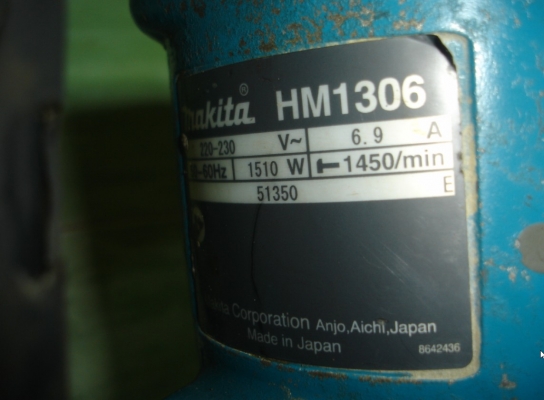 makita® HM1306
220-230 V~ 6.9 A
50-60Hz 1510 W 1450/min
51350 E
Corporation Anjo,Aichi,Japan
Made in Japan
8642436